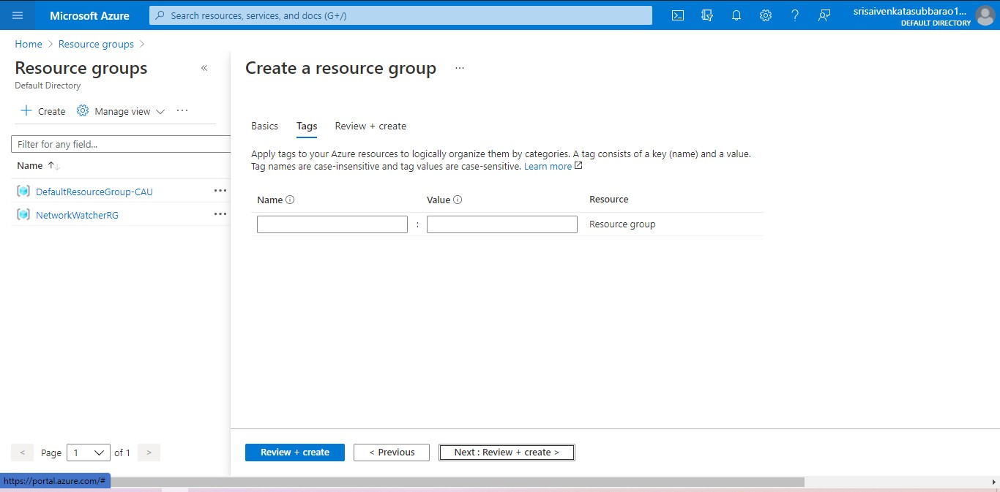 Microsoft Azure
Search resources, services, and docs (G+/)
srisaivenkatasubbarao1...
DEFAULT DIRECTORY
Home > Resource groups >
Resource groups
«
Default Directory
+ Create
Manage view
...
Filter for any field...
Name ↑↓
DefaultResourceGroup-CAU
...
NetworkWatcherRG
...
< Page 1 of 1 >
https://portal.azure.com/#
Create a resource group
...
Basics
Tags
Review + create
Apply tags to your Azure resources to logically organize them by categories. A tag consists of a key (name) and a value.
Tag names are case-insensitive and tag values are case-sensitive. Learn more
Name
Value
Resource
:
Resource group
Review + create
< Previous
Next : Review + create >